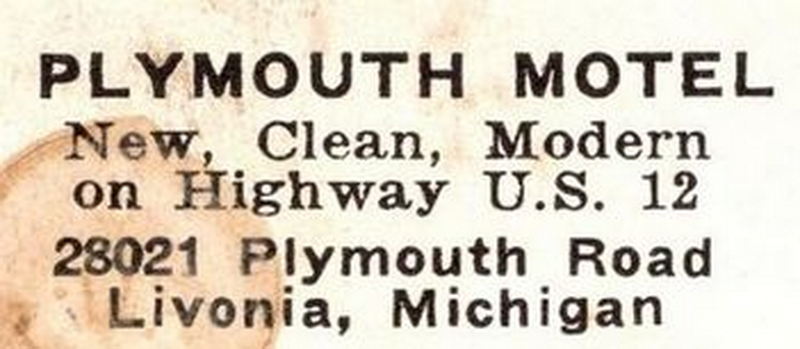 PLYMOUTH MOTEL
New, Clean, Modern
on Highway U.S. 12
28021 Plymouth Road
Livonia, Michigan